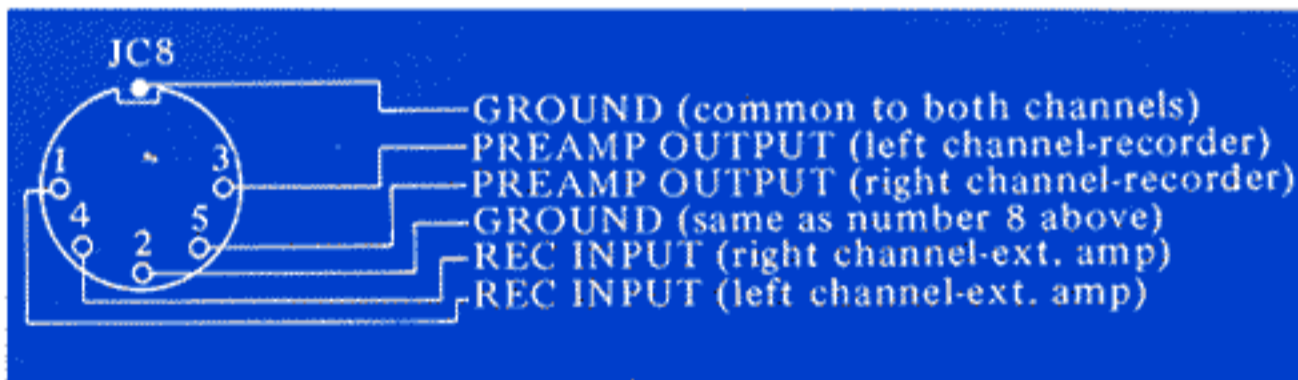 JC8
GROUND (common to both channels)
1 3 PREAMP OUTPUT (left channel-recorder)
PREAMP OUTPUT (right channel-recorder)
4 2 5 GROUND (same as number 8 above)
REC INPUT (right channel-ext. amp)
REC INPUT (left channel-ext. amp)